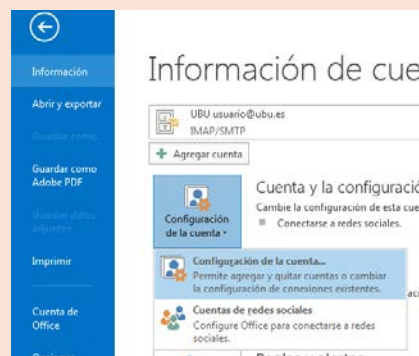 Información
Abrir y exportar
Guardar como
Guardar como
Adobe PDF
Guardar datos
adjuntos
Imprimir
Cuenta de
Office
Información de cue
UBU usuario@ubu.es
IMAP/SMTP
Agregar cuenta
Configuración
de la cuenta
Cuenta y la configuració
Cambie la configuración de esta cue
Conectarse a redes sociales.
Configuración de la cuenta...
Permite agregar y quitar cuentas o cambiar
la configuración de conexiones existentes.
Cuentas de redes sociales
Configure Office para conectarse a redes
sociales.